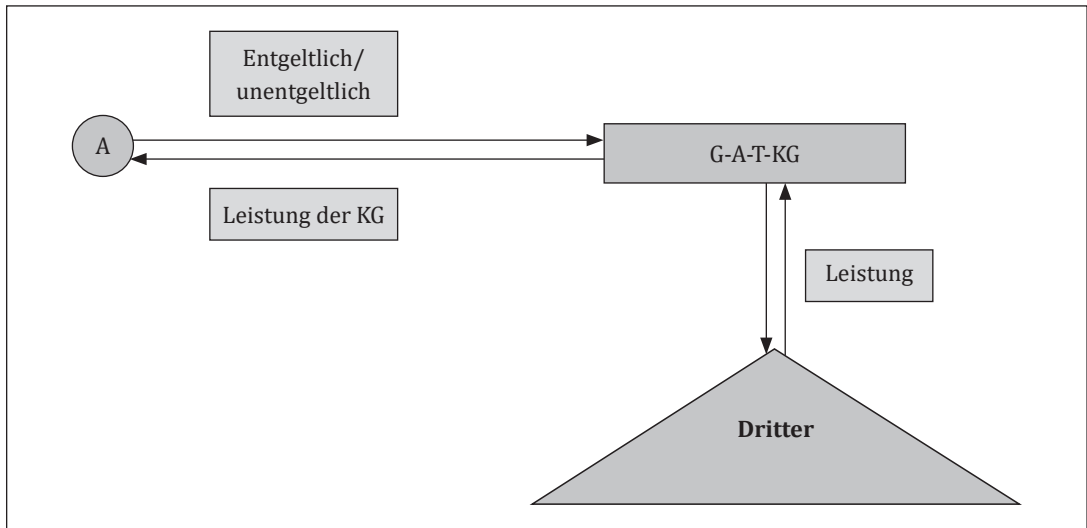 Entgeltlich/
unentgeltlich
A
G-A-T-KG
Leistung der KG
Leistung
Dritter